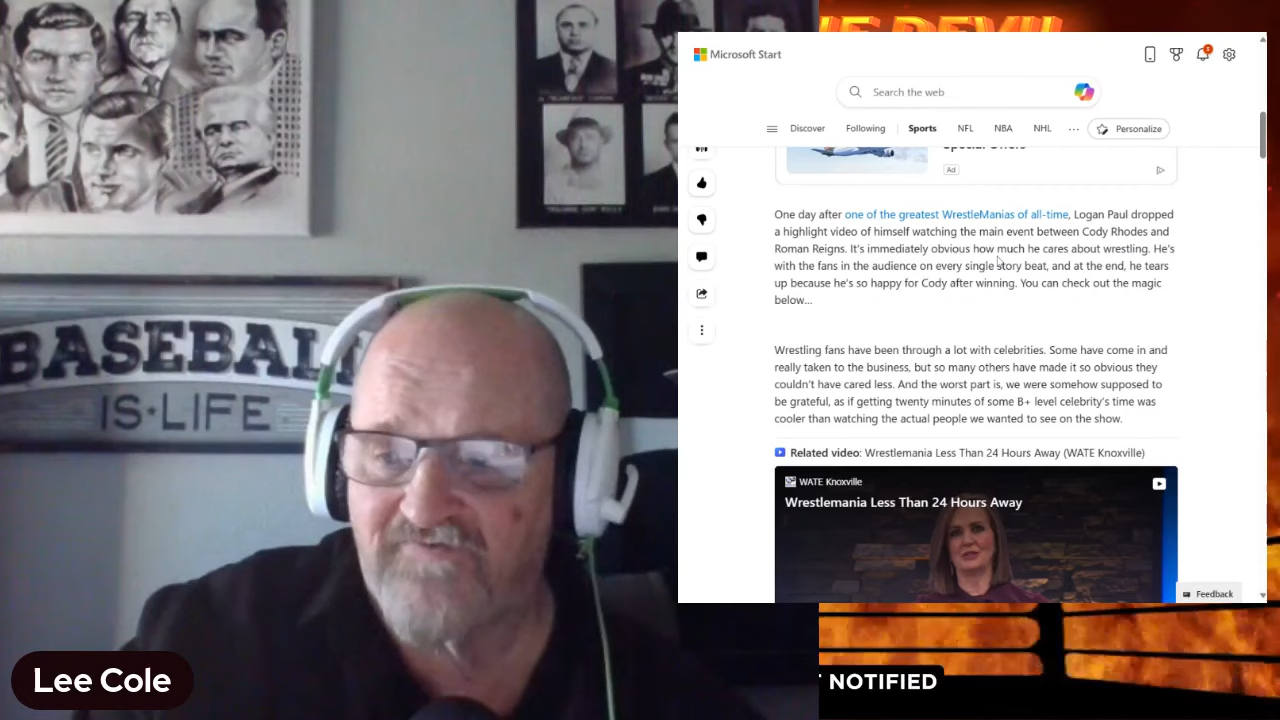 BASEBAL
IS·LIFE
Lee Cole
THE DEVIL
Microsoft Start
Search the web
Discover
Following
Sports
NFL
NBA
NHL
...
Personalize
Special Offers
Ad
One day after one of the greatest WrestleManias of all-time, Logan Paul dropped
a highlight video of himself watching the main event between Cody Rhodes and
Roman Reigns. It's immediately obvious how much he cares about wrestling. He's
with the fans in the audience on every single story beat, and at the end, he tears
up because he's so happy for Cody after winning. You can check out the magic
below...
Wrestling fans have been through a lot with celebrities. Some have come in and
really taken to the business, but so many others have made it so obvious they
couldn't have cared less. And the worst part is, we were somehow supposed to
be grateful, as if getting twenty minutes of some B+ level celebrity's time was
cooler than watching the actual people we wanted to see on the show.
Related video: Wrestlemania Less Than 24 Hours Away (WATE Knoxville)
WATE Knoxville
Wrestlemania Less Than 24 Hours Away
Feedback
NOTIFIED